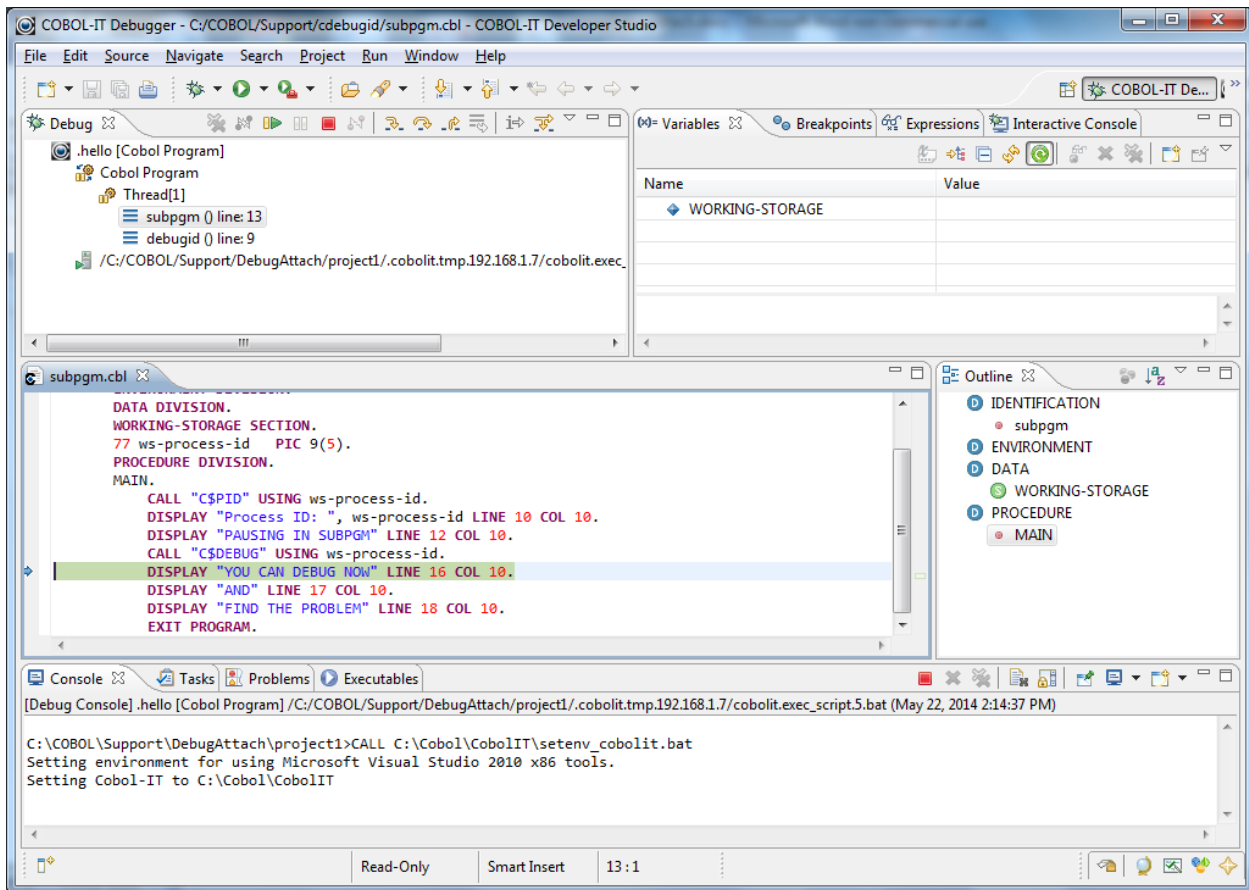 COBOL-IT Debugger - C:/COBOL/Support/cdebugid/subpgm.cbl - COBOL-IT Developer Studio
File Edit Source Navigate Search Project Run Window Help
COBOL-IT De...
Debug
.hello [Cobol Program]
Cobol Program
Thread[1]
subpgm () line: 13
debugid () line: 9
/C:/COBOL/Support/DebugAttach/project1/.cobolit.tmp.192.168.1.7/cobolit.exec_
(x)= Variables Breakpoints Expressions Interactive Console
Name Value
WORKING-STORAGE
subpgm.cbl
DATA DIVISION.
WORKING-STORAGE SECTION.
77 ws-process-id PIC 9(5).
PROCEDURE DIVISION.
MAIN.
CALL "C$PID" USING ws-process-id.
DISPLAY "Process ID: ", ws-process-id LINE 10 COL 10.
DISPLAY "PAUSING IN SUBPGM" LINE 12 COL 10.
CALL "C$DEBUG" USING ws-process-id.
DISPLAY "YOU CAN DEBUG NOW" LINE 16 COL 10.
DISPLAY "AND" LINE 17 COL 10.
DISPLAY "FIND THE PROBLEM" LINE 18 COL 10.
EXIT PROGRAM.
Outline
IDENTIFICATION
subpgm
ENVIRONMENT
DATA
WORKING-STORAGE
PROCEDURE
MAIN
Console Tasks Problems Executables
[Debug Console] .hello [Cobol Program] /C:/COBOL/Support/DebugAttach/project1/.cobolit.tmp.192.168.1.7/cobolit.exec_script.5.bat (May 22, 2014 2:14:37 PM)
C:\COBOL\Support\DebugAttach\project1>CALL C:\Cobol\CobolIT\setenv_cobolit.bat
Setting environment for using Microsoft Visual Studio 2010 x86 tools.
Setting Cobol-IT to C:\Cobol\CobolIT
Read-Only Smart Insert 13 : 1